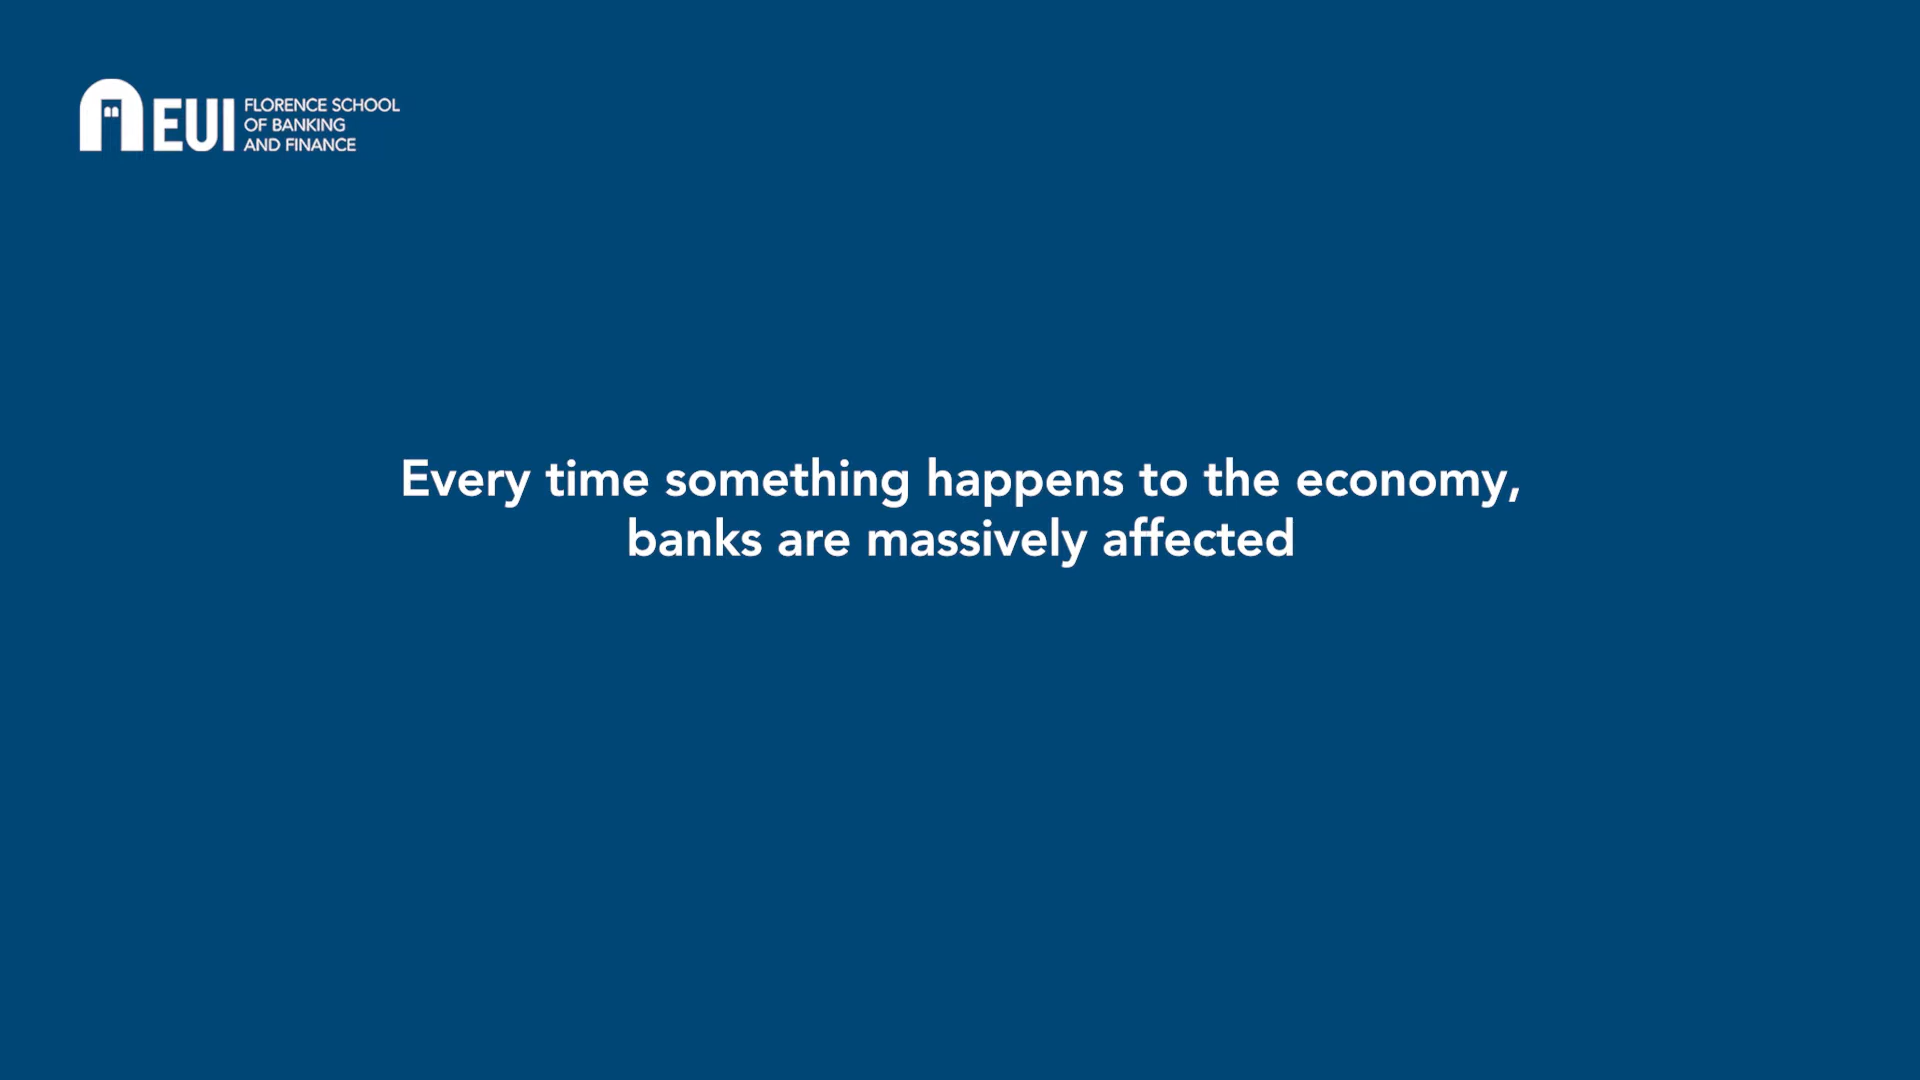 EUI
FLORENCE SCHOOL
OF BANKING
AND FINANCE
Every time something happens to the economy,
banks are massively affected